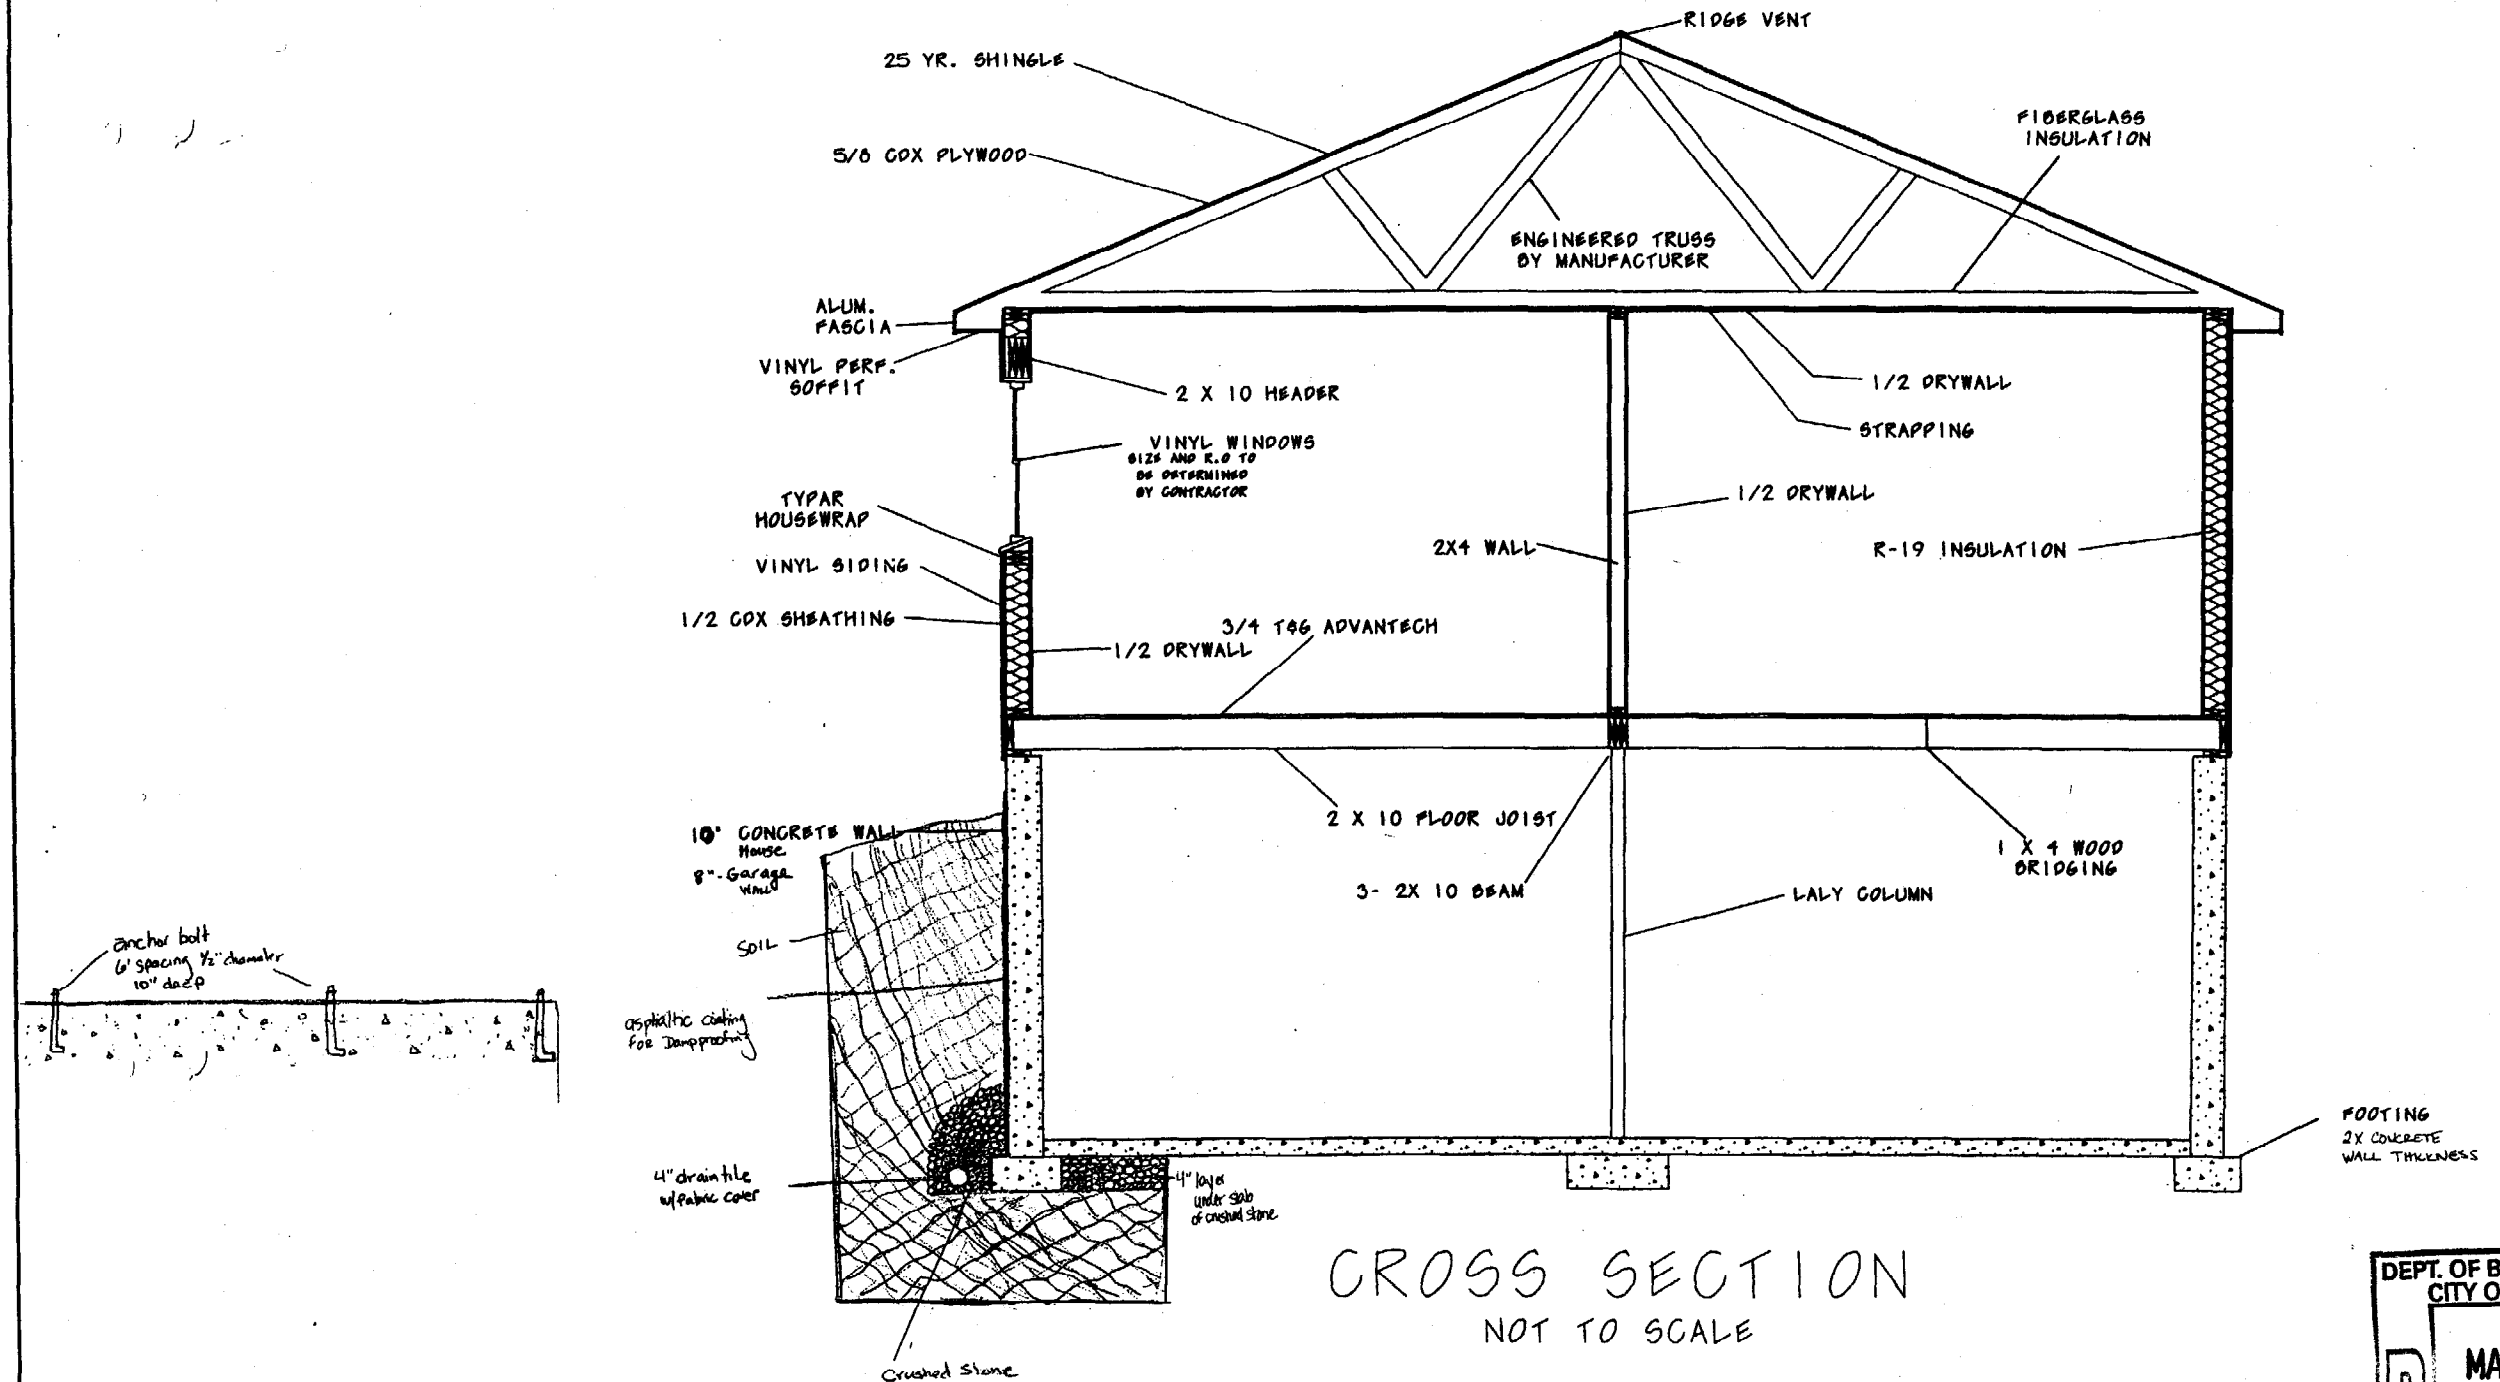 RIDGE VENT
25 YR. SHINGLE
5/8 CDX PLYWOOD
FIBERGLASS
INSULATION
ENGINEERED TRUSS
BY MANUFACTURER
ALUM.
FASCIA
VINYL PERF.
SOFFIT
2 X 10 HEADER
1/2 DRYWALL
STRAPPING
VINYL WINDOWS
SIZE AND R.O TO
BE DETERMINED
BY CONTRACTOR
TYPAR
HOUSEWRAP
1/2 DRYWALL
2X4 WALL
R-19 INSULATION
VINYL SIDING
1/2 CDX SHEATHING
3/4 T&G ADVANTECH
1/2 DRYWALL
10" CONCRETE WALL
House
8"-Garage
WALL
2 X 10 FLOOR JOIST
1 X 4 WOOD
BRIDGING
3- 2X 10 BEAM
LALY COLUMN
SOIL
anchor bolt
6' spacing 1/2" diamater
10" deep
asphaltic coating
FOR Dampproofing
FOOTING
2X CONCRETE
WALL THICKNESS
4" drain tile
w/fabric cover
4" layer
under slab
of crushed stone
Crushed Stone
CROSS SECTION
NOT TO SCALE
DEPT. OF B
CITY O
MA